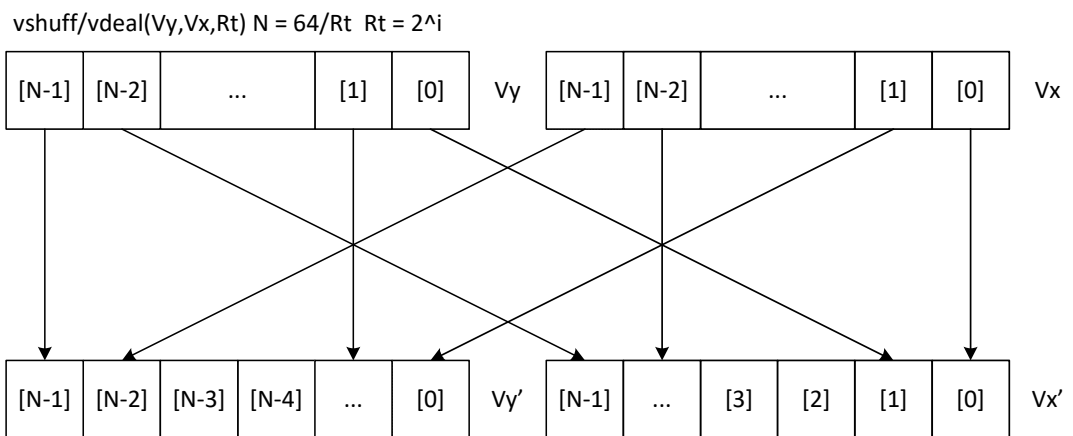 vshuff/vdeal(Vy,Vx,Rt) N = 64/Rt  Rt = 2^i
[N-1] [N-2] ... [1] [0] Vy [N-1] [N-2] ... [1] [0] Vx
[N-1] [N-2] [N-3] [N-4] ... [0] Vy’ [N-1] ... [3] [2] [1] [0] Vx’